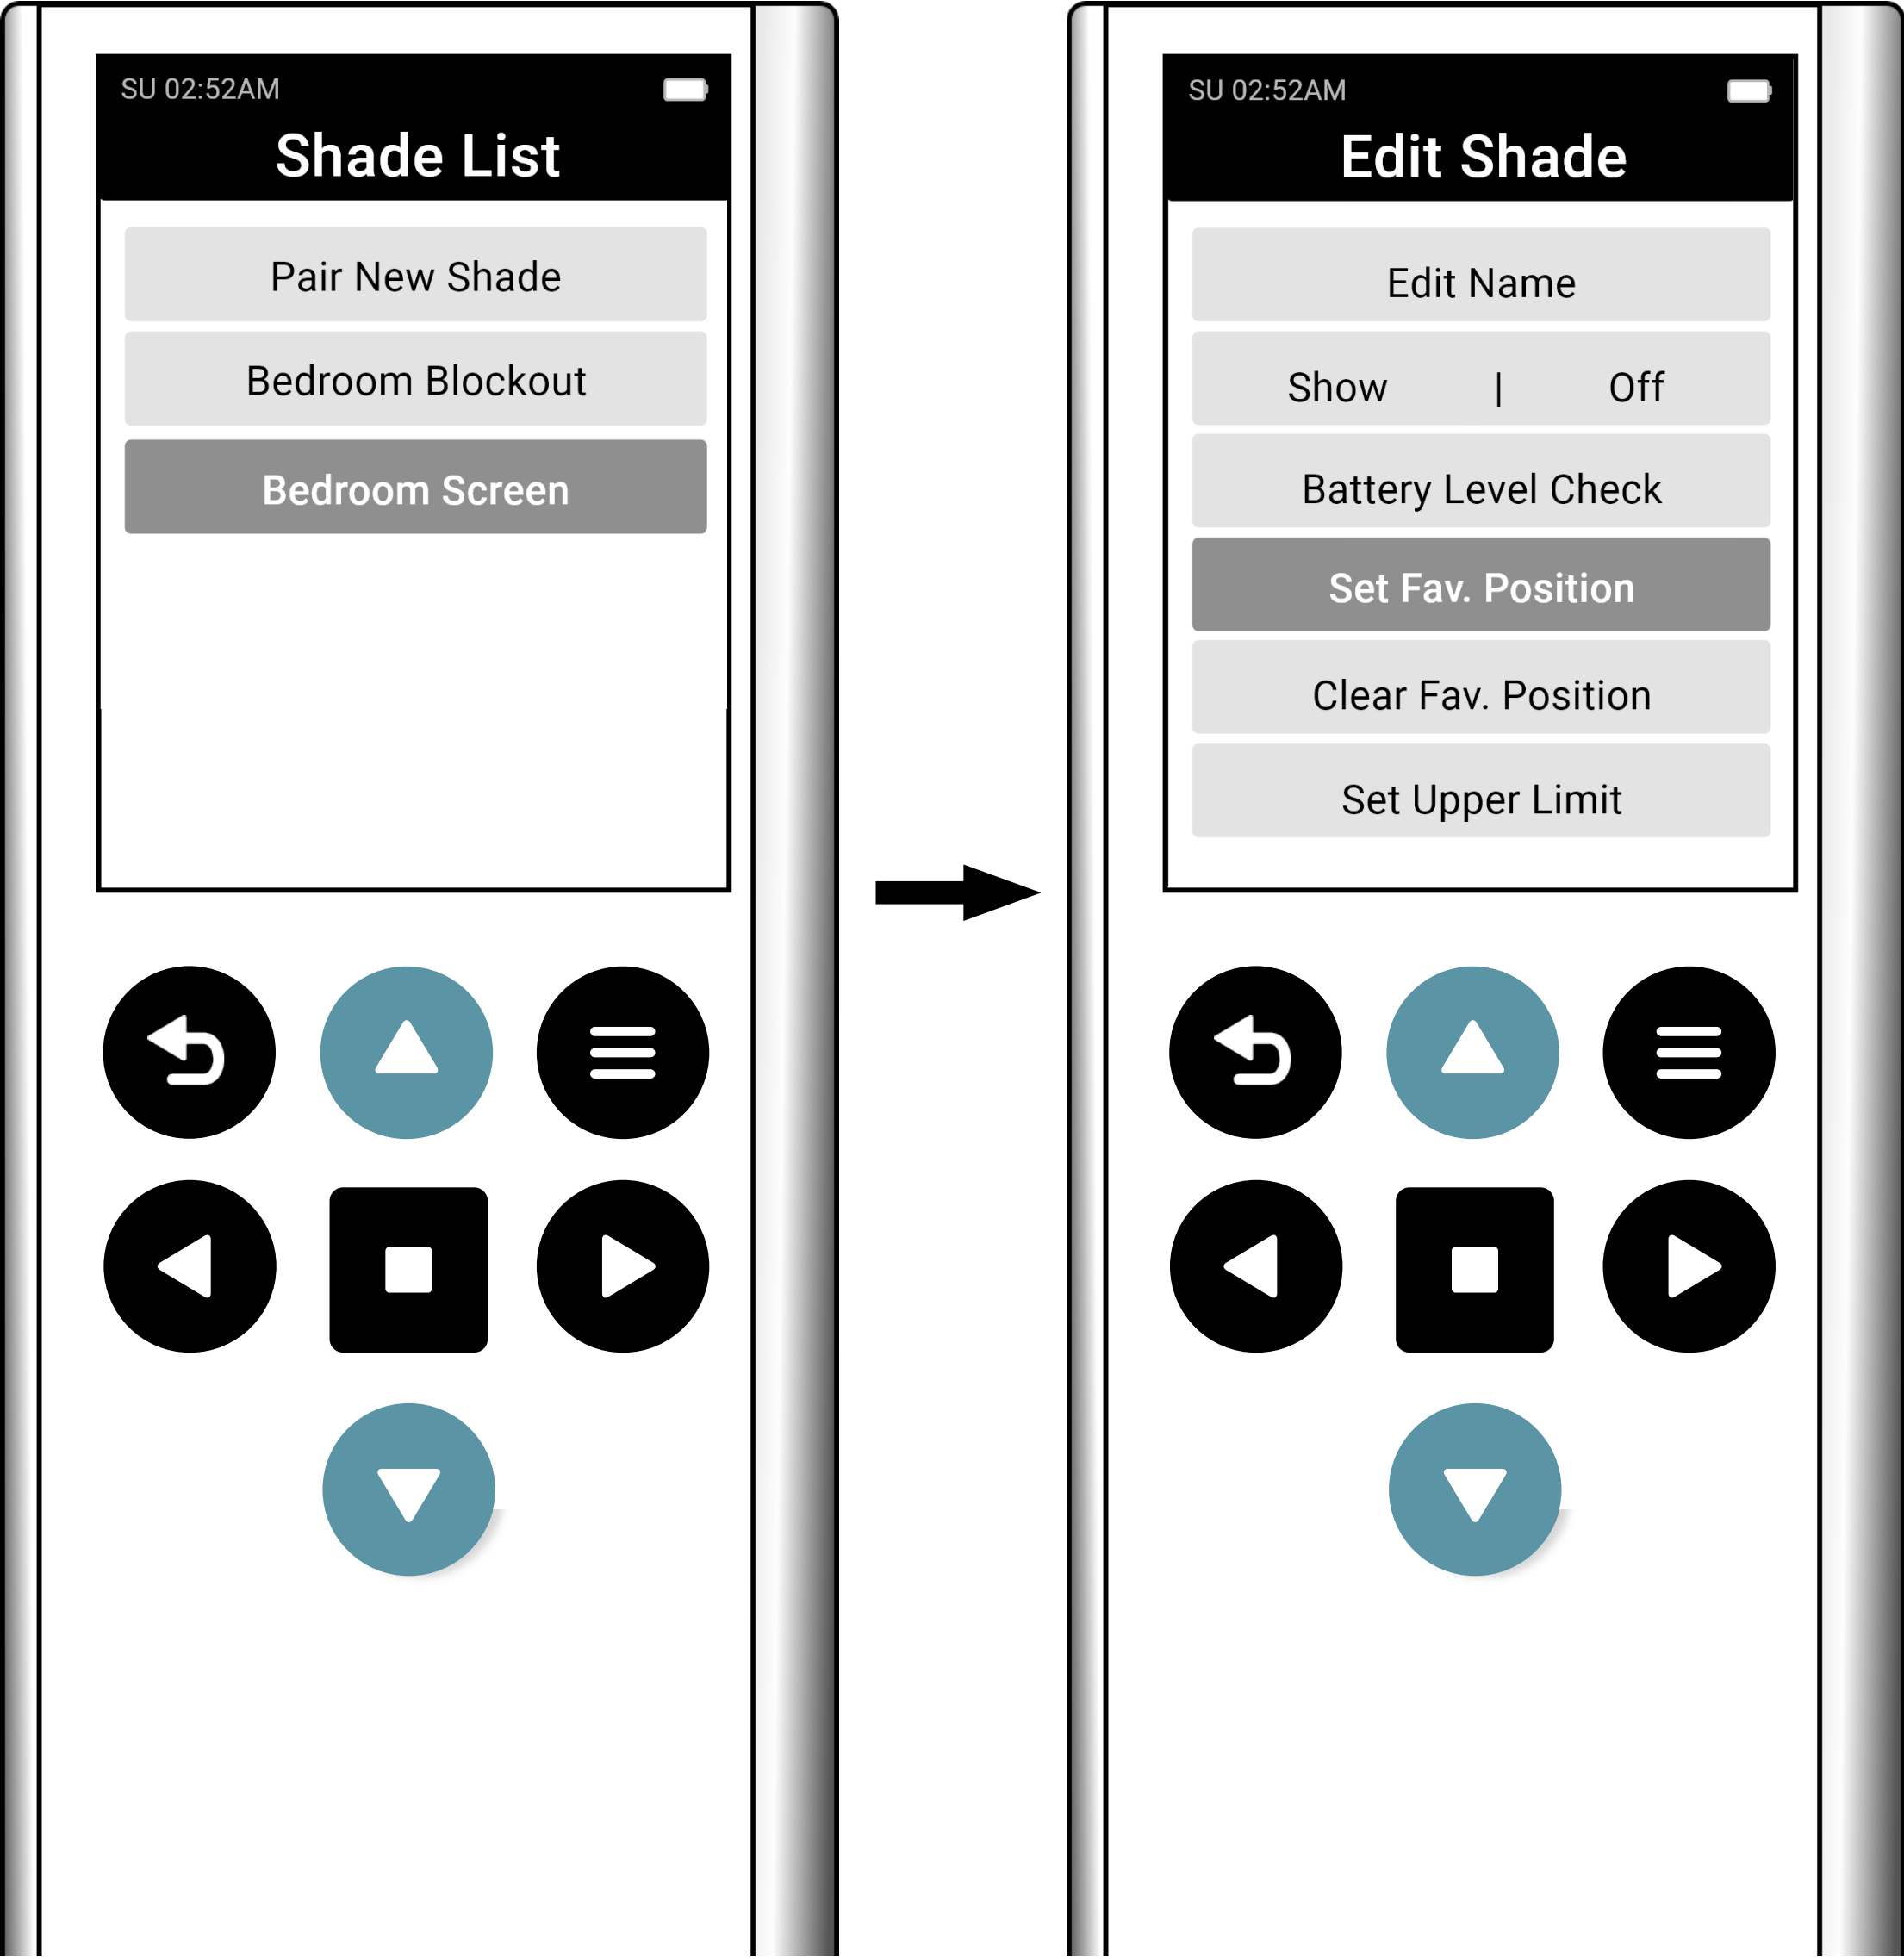 SU 02:52AM
Shade List
Pair New Shade
Bedroom Blockout
Bedroom Screen
SU 02:52AM
Edit Shade
Edit Name
Show | Off
Battery Level Check
Set Fav. Position
Clear Fav. Position
Set Upper Limit